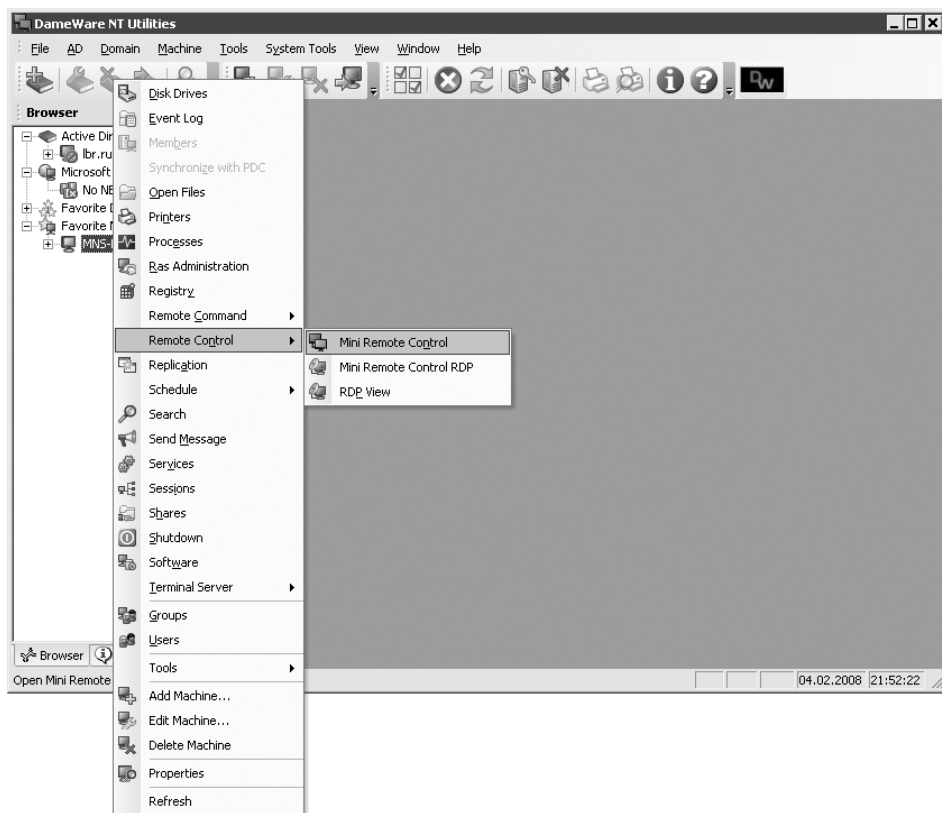 DameWare NT Utilities
File AD Domain Machine Tools System Tools View Window Help
DW
Browser
Active Dir
lbr.ru
Microsoft
No NE
Favorite
Favorite
MNS-
Disk Drives
Event Log
Members
Synchronize with PDC
Open Files
Printers
Processes
Ras Administration
Registry
Remote Command
Remote Control
Mini Remote Control
Mini Remote Control RDP
RDP View
Replication
Schedule
Search
Send Message
Services
Sessions
Shares
Shutdown
Software
Terminal Server
Groups
Users
Tools
Add Machine...
Edit Machine...
Delete Machine
Properties
Refresh
Browser
Open Mini Remote
04.02.2008 21:52:22